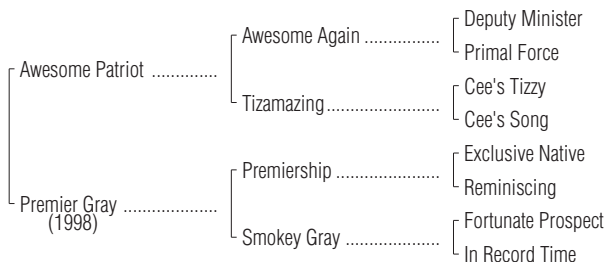 Deputy Minister
Awesome Again ................
Primal Force
Awesome Patriot ..............
Cee's Tizzy
Tizamazing........................
Cee's Song
Exclusive Native
Premiership ......................
Reminiscing
Premier Gray ....................
(1998)
Fortunate Prospect
Smokey Gray ....................
In Record Time